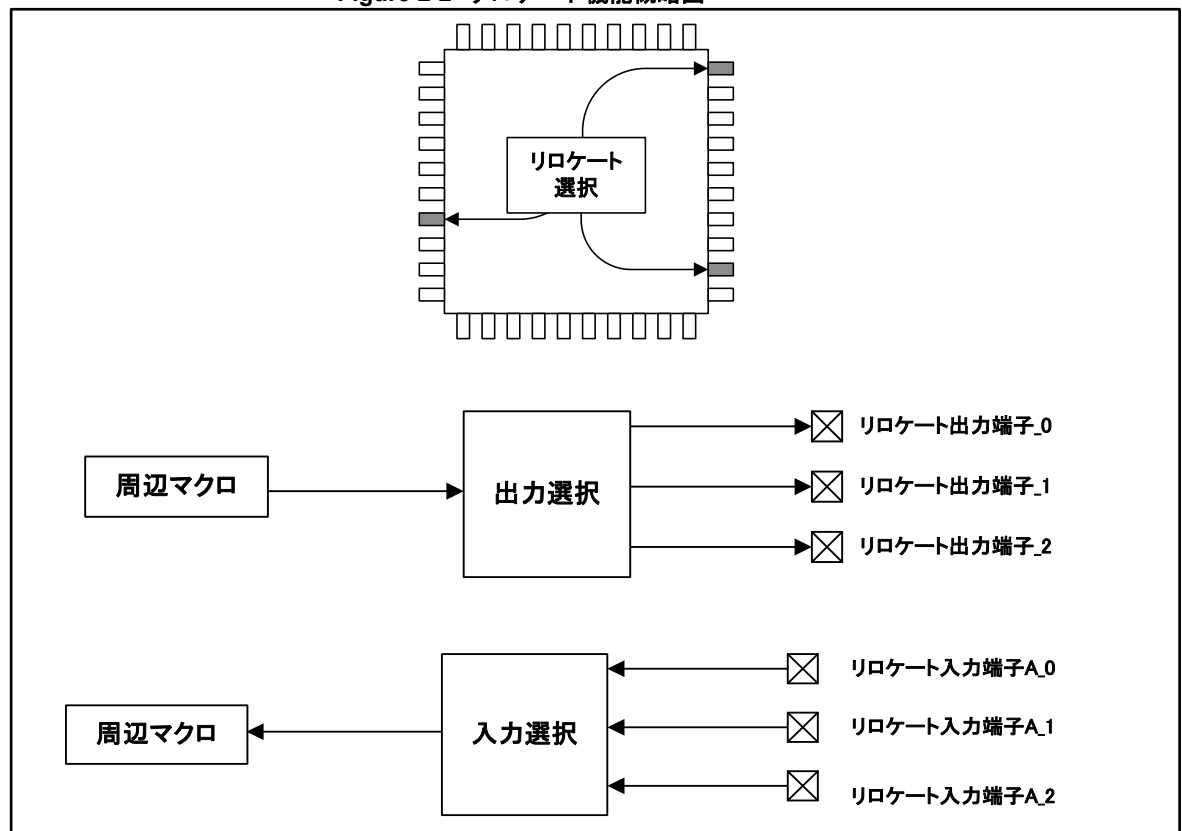 リロケート
選択
周辺マクロ
出力選択
リロケート出力端子_0
リロケート出力端子_1
リロケート出力端子_2
周辺マクロ
入力選択
リロケート入力端子A_0
リロケート入力端子A_1
リロケート入力端子A_2